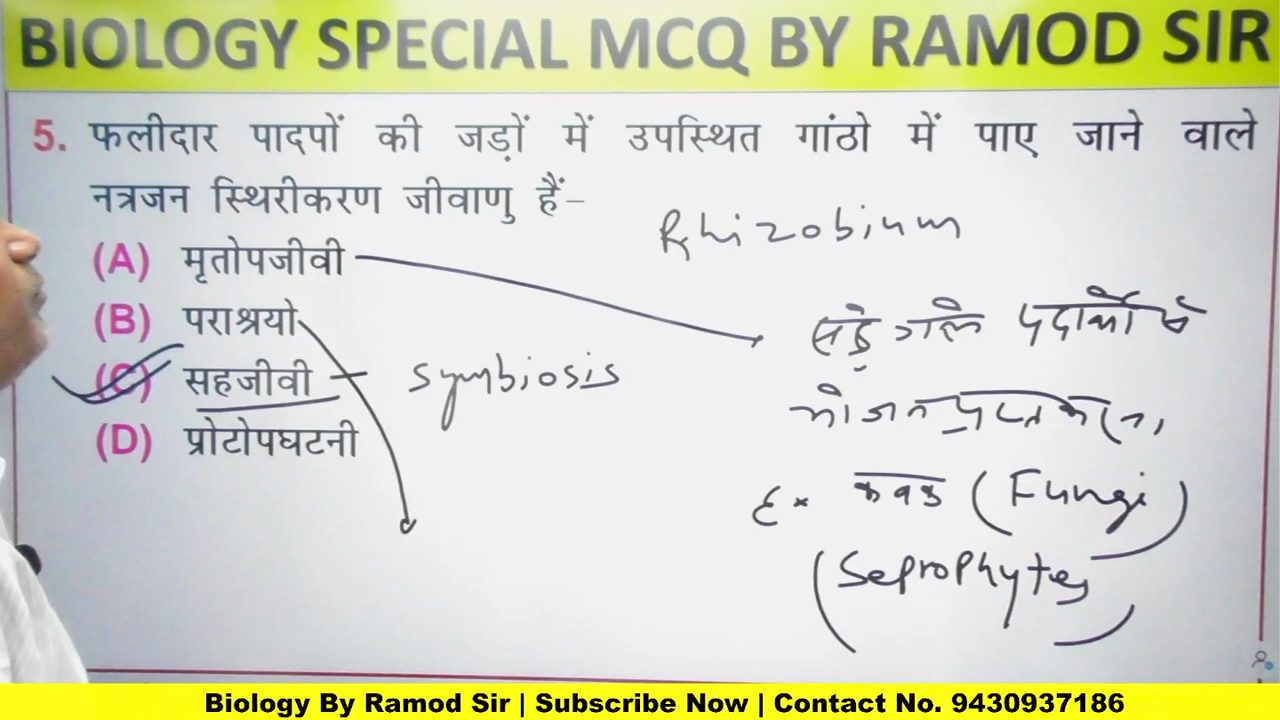 BIOLOGY SPECIAL MCQ BY RAMOD SIR
5. फलीदार पादपों की जड़ों में उपस्थित गांठो में पाए जाने वाले
नत्रजन स्थिरीकरण जीवाणु हैं–
Rhizobium
(A) मृतोपजीवी
(B) पराश्रयो
सड़े गले पदार्थो से
(C) सहजीवी
symbiosis
भोजन प्राप्त करना,
(D) प्रोटोपघटनी
Ex कवक (Fungi)
(Seprophytes)
Biology By Ramod Sir | Subscribe Now | Contact No. 9430937186